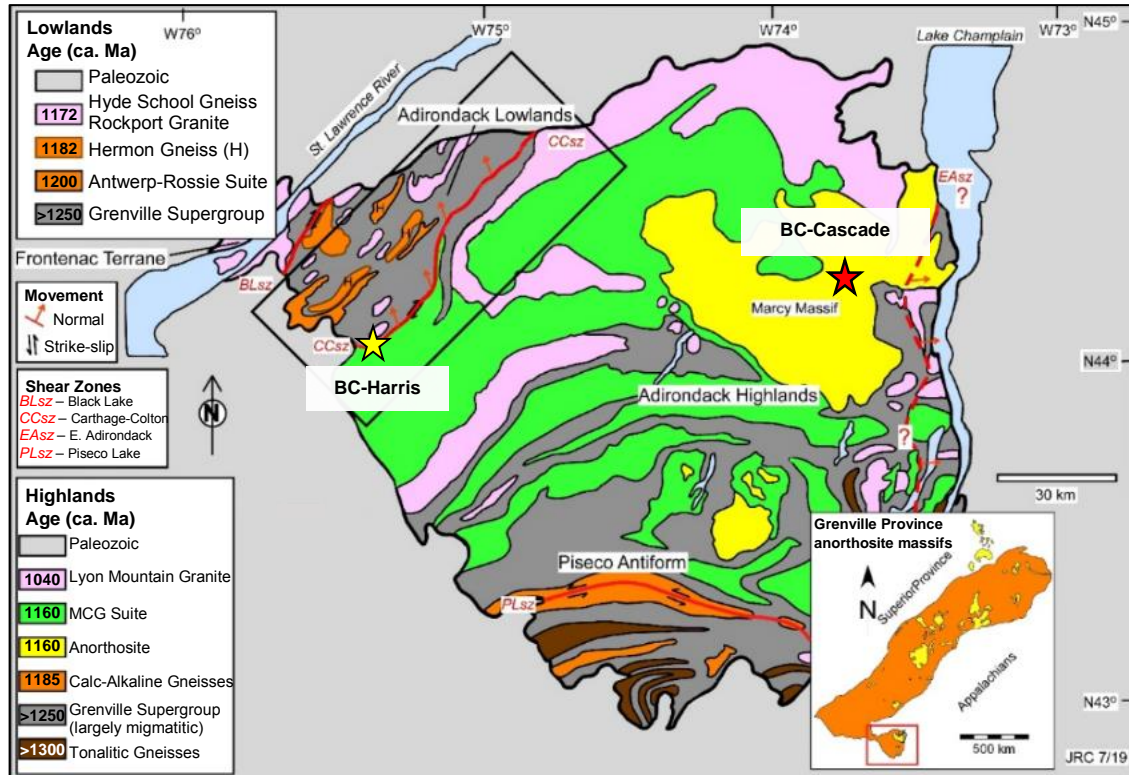 W76°
W75°
W74°
W73°
N45°
Lake Champlain
Lowlands
Age (ca. Ma)
Paleozoic
1172 Hyde School Gneiss
Rockport Granite
1182 Hermon Gneiss (H)
1200 Antwerp-Rossie Suite
>1250 Grenville Supergroup
St. Lawrence River
Adirondack Lowlands
CCsz
EAsz
?
H
H
H
BC-Cascade
Frontenac Terrane
BLsz
Marcy Massif
Movement
Normal
Strike-slip
CCsz
BC-Harris
N44°
Shear Zones
BLsz – Black Lake
CCsz – Carthage-Colton
EAsz – E. Adirondack
PLsz – Piseco Lake
N
Adirondack Highlands
?
30 km
Highlands
Age (ca. Ma)
Paleozoic
1040 Lyon Mountain Granite
1160 MCG Suite
1160 Anorthosite
1185 Calc-Alkaline Gneisses
>1250 Grenville Supergroup
(largely migmatitic)
>1300 Tonalitic Gneisses
Piseco Antiform
PLsz
Grenville Province
anorthosite massifs
N
SuperiorProvince
Appalachians
500 km
N43°
JRC 7/19